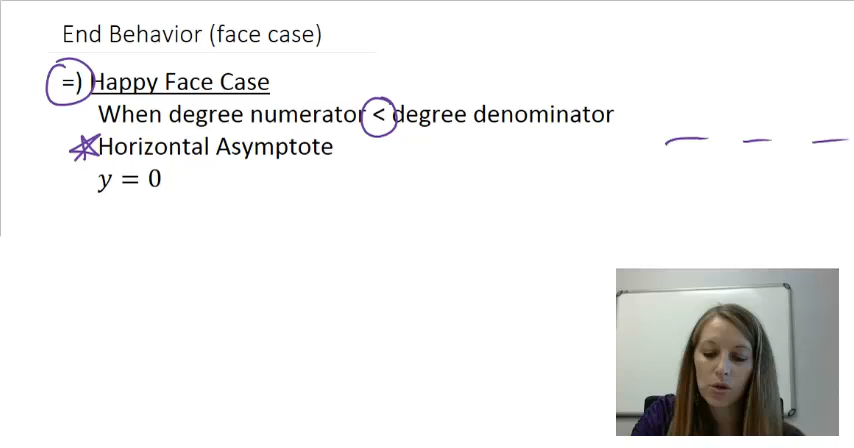 End Behavior (face case)
=) Happy Face Case
When degree numerator < degree denominator
Horizontal Asymptote
y = 0